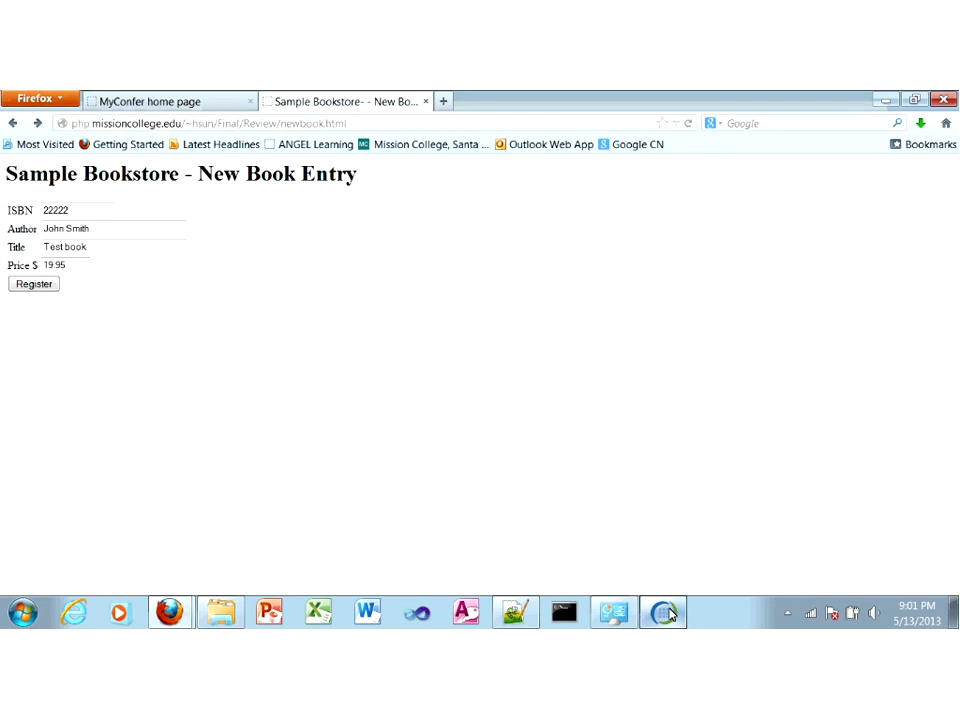 Firefox
MyConfer home page
Sample Bookstore- - New Bo...
php.missioncollege.edu/~hsun/Final/Review/newbook.html
Google
Most Visited
Getting Started
Latest Headlines
ANGEL Learning
Mission College, Santa ...
Outlook Web App
Google CN
Bookmarks
Sample Bookstore - New Book Entry
ISBN 22222
Author John Smith
Title Test book
Price $ 19.95
Register
9:01 PM
5/13/2013